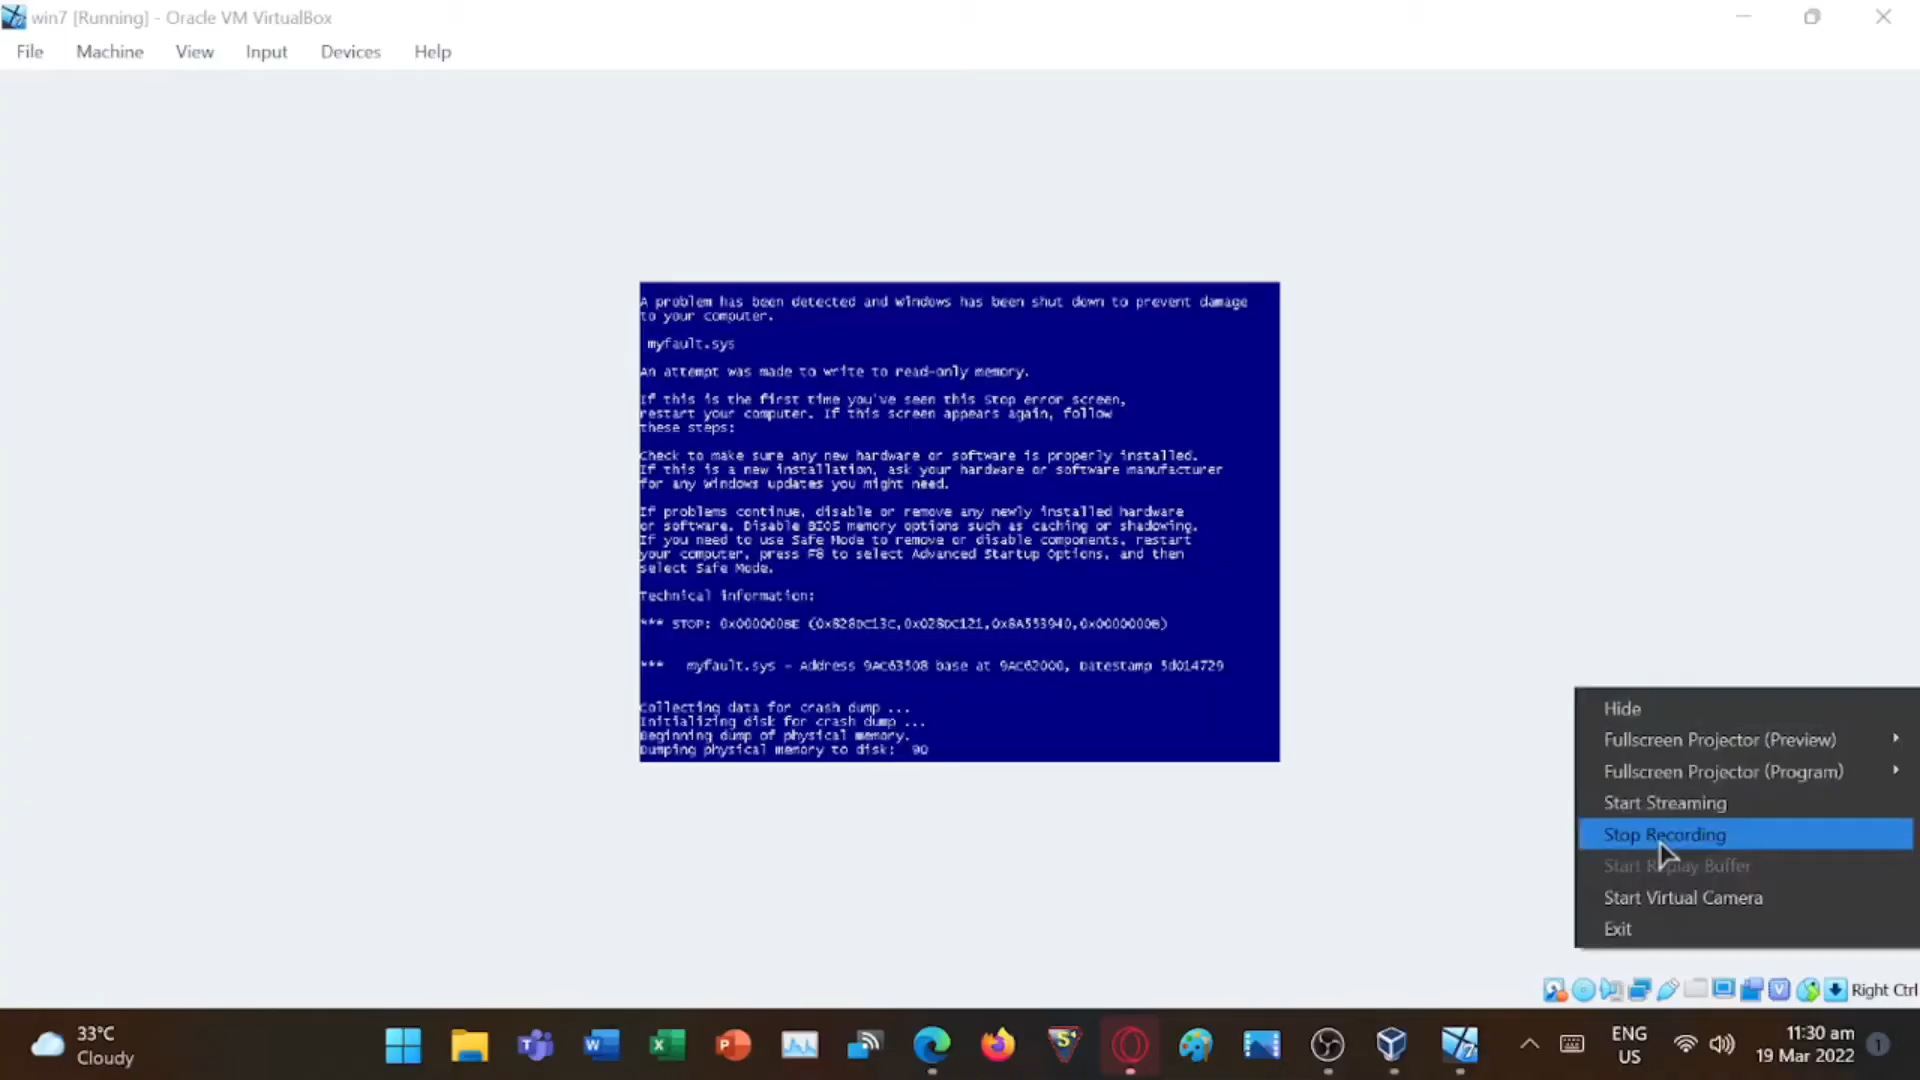 win7 [Running] - Oracle VM VirtualBox
File Machine View Input Devices Help
A problem has been detected and windows has been shut down to prevent damage
to your computer.
myfault.sys
An attempt was made to write to read-only memory.
If this is the first time you've seen this Stop error screen,
restart your computer. If this screen appears again, follow
these steps:
Check to make sure any new hardware or software is properly installed.
If this is a new installation, ask your hardware or software manufacturer
for any windows updates you might need.
If problems continue, disable or remove any newly installed hardware
or software. Disable BIOS memory options such as caching or shadowing.
If you need to use Safe Mode to remove or disable components, restart
your computer, press F8 to select Advanced Startup Options, and then
select Safe Mode.
Technical information:
*** STOP: 0x000000BE (0x828DC13C,0x028DC121,0x8A553940,0x0000000B)
*** myfault.sys - Address 9AC63508 base at 9AC62000, Datestamp 5d014729
Collecting data for crash dump ...
Initializing disk for crash dump ...
Beginning dump of physical memory.
Dumping physical memory to disk: 90
Hide
Fullscreen Projector (Preview)
Fullscreen Projector (Program)
Start Streaming
Stop Recording
Start Replay Buffer
Start Virtual Camera
Exit
Right Ctrl
33°C
Cloudy
ENG
US
11:30 am
19 Mar 2022
1